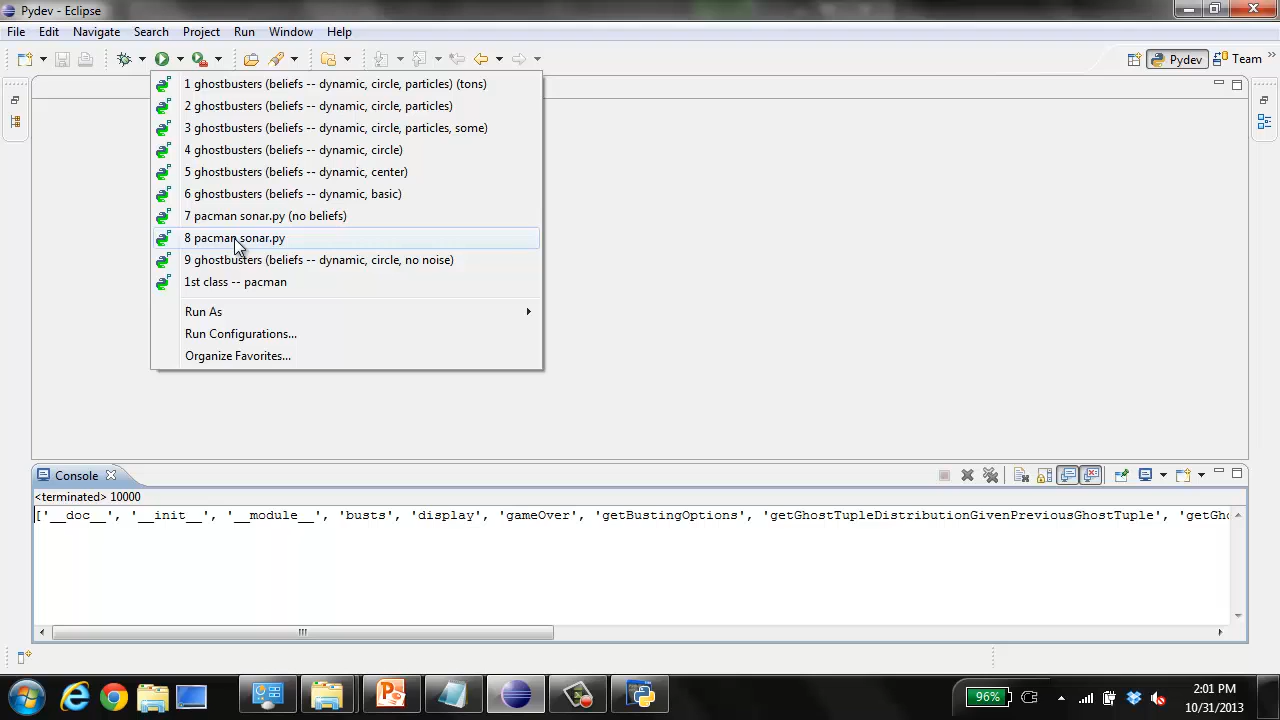 Pydev - Eclipse
File Edit Navigate Search Project Run Window Help
Pydev Team »
1 ghostbusters (beliefs -- dynamic, circle, particles) (tons)
2 ghostbusters (beliefs -- dynamic, circle, particles)
3 ghostbusters (beliefs -- dynamic, circle, particles, some)
4 ghostbusters (beliefs -- dynamic, circle)
5 ghostbusters (beliefs -- dynamic, center)
6 ghostbusters (beliefs -- dynamic, basic)
7 pacman sonar.py (no beliefs)
8 pacman sonar.py
9 ghostbusters (beliefs -- dynamic, circle, no noise)
1st class -- pacman
Run As
Run Configurations...
Organize Favorites...
Console
<terminated> 10000
['__doc__', '__init__', '__module__', 'busts', 'display', 'gameOver', 'getBustingOptions', 'getGhostTupleDistributionGivenPreviousGhostTuple', 'getGho
96%
2:01 PM
10/31/2013